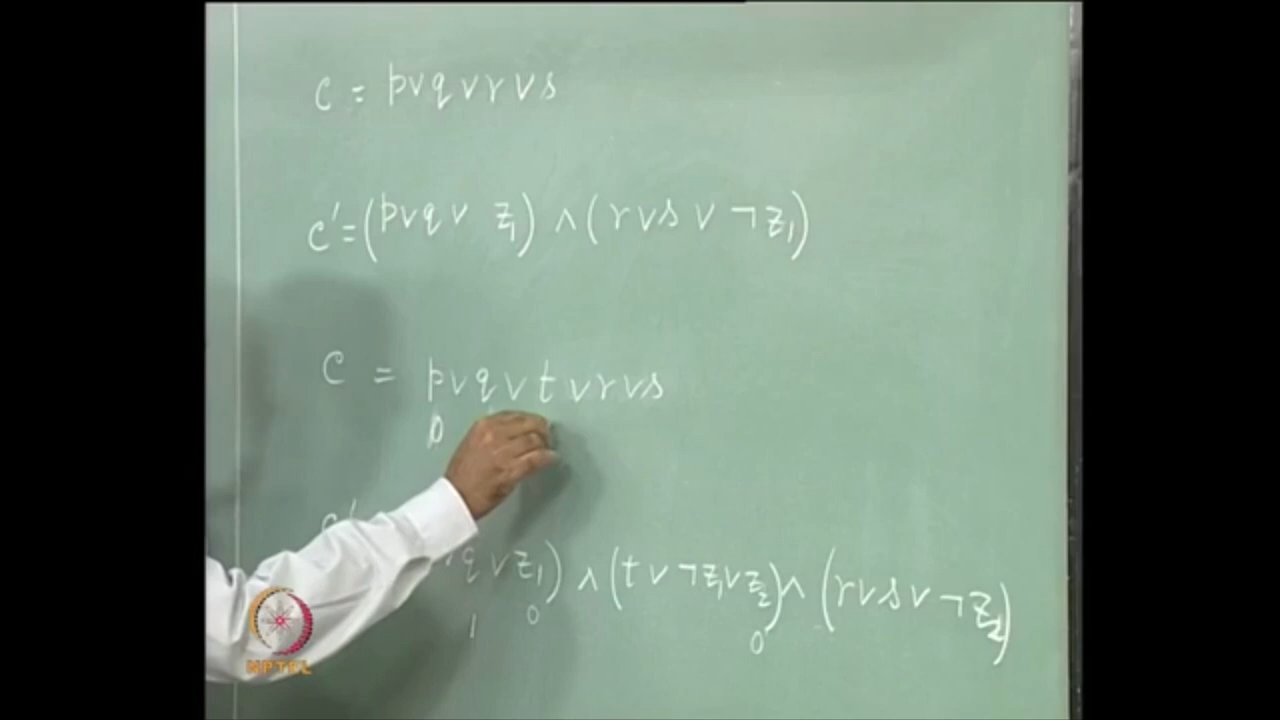 C = p∨q∨r∨s
C' = (p∨q∨ z₁) ∧ (r∨s ∨ ¬z₁)
C = p∨q∨t∨r∨s
0
q∨z₁) ∧ (t∨¬z₁∨z₂) ∧ (r∨s∨ ¬z₂)
1 0 0
NPTEL